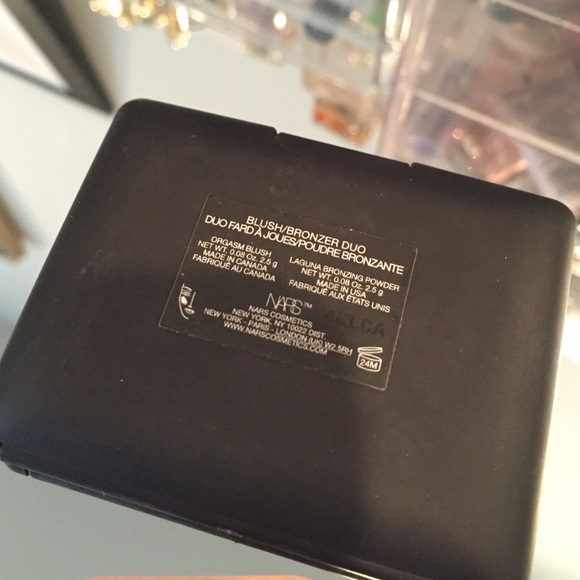 BLUSH/BRONZER DUO
DUO FARD À JOUES/POUDRE BRONZANTE
ORGASM BLUSH
NET WT. 0.08 Oz. 2.5 g
MADE IN CANADA
FABRIQUÉ AU CANADA
LAGUNA BRONZING POWDER
NET WT. 0.08 Oz. 2.5 g
MADE IN USA
FABRIQUÉ AUX ÉTATS UNIS
NARS™
NARS COSMETICS
NEW YORK, NY 10022 DIST.
NEW YORK - PARIS - LONDON (UK) W2 5RH
WWW.NARSCOSMETICS.COM
24M